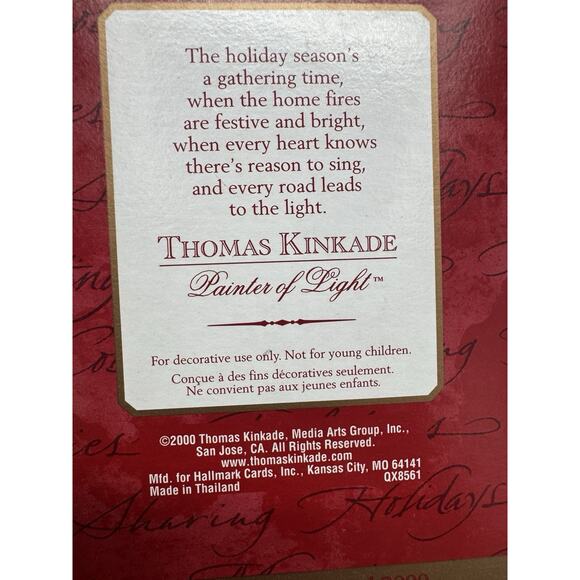 The holiday season's
a gathering time,
when the home fires
are festive and bright,
when every heart knows
there's reason to sing,
and every road leads
to the light.
THOMAS KINKADE
Painter of Light™
For decorative use only. Not for young children.
Conçue à des fins décoratives seulement.
Ne convient pas aux jeunes enfants.
©2000 Thomas Kinkade, Media Arts Group, Inc.,
San Jose, CA. All Rights Reserved.
www.thomaskinkade.com
Mfd. for Hallmark Cards, Inc., Kansas City, MO 64141
Made in Thailand QX8561
Sharing Holidays